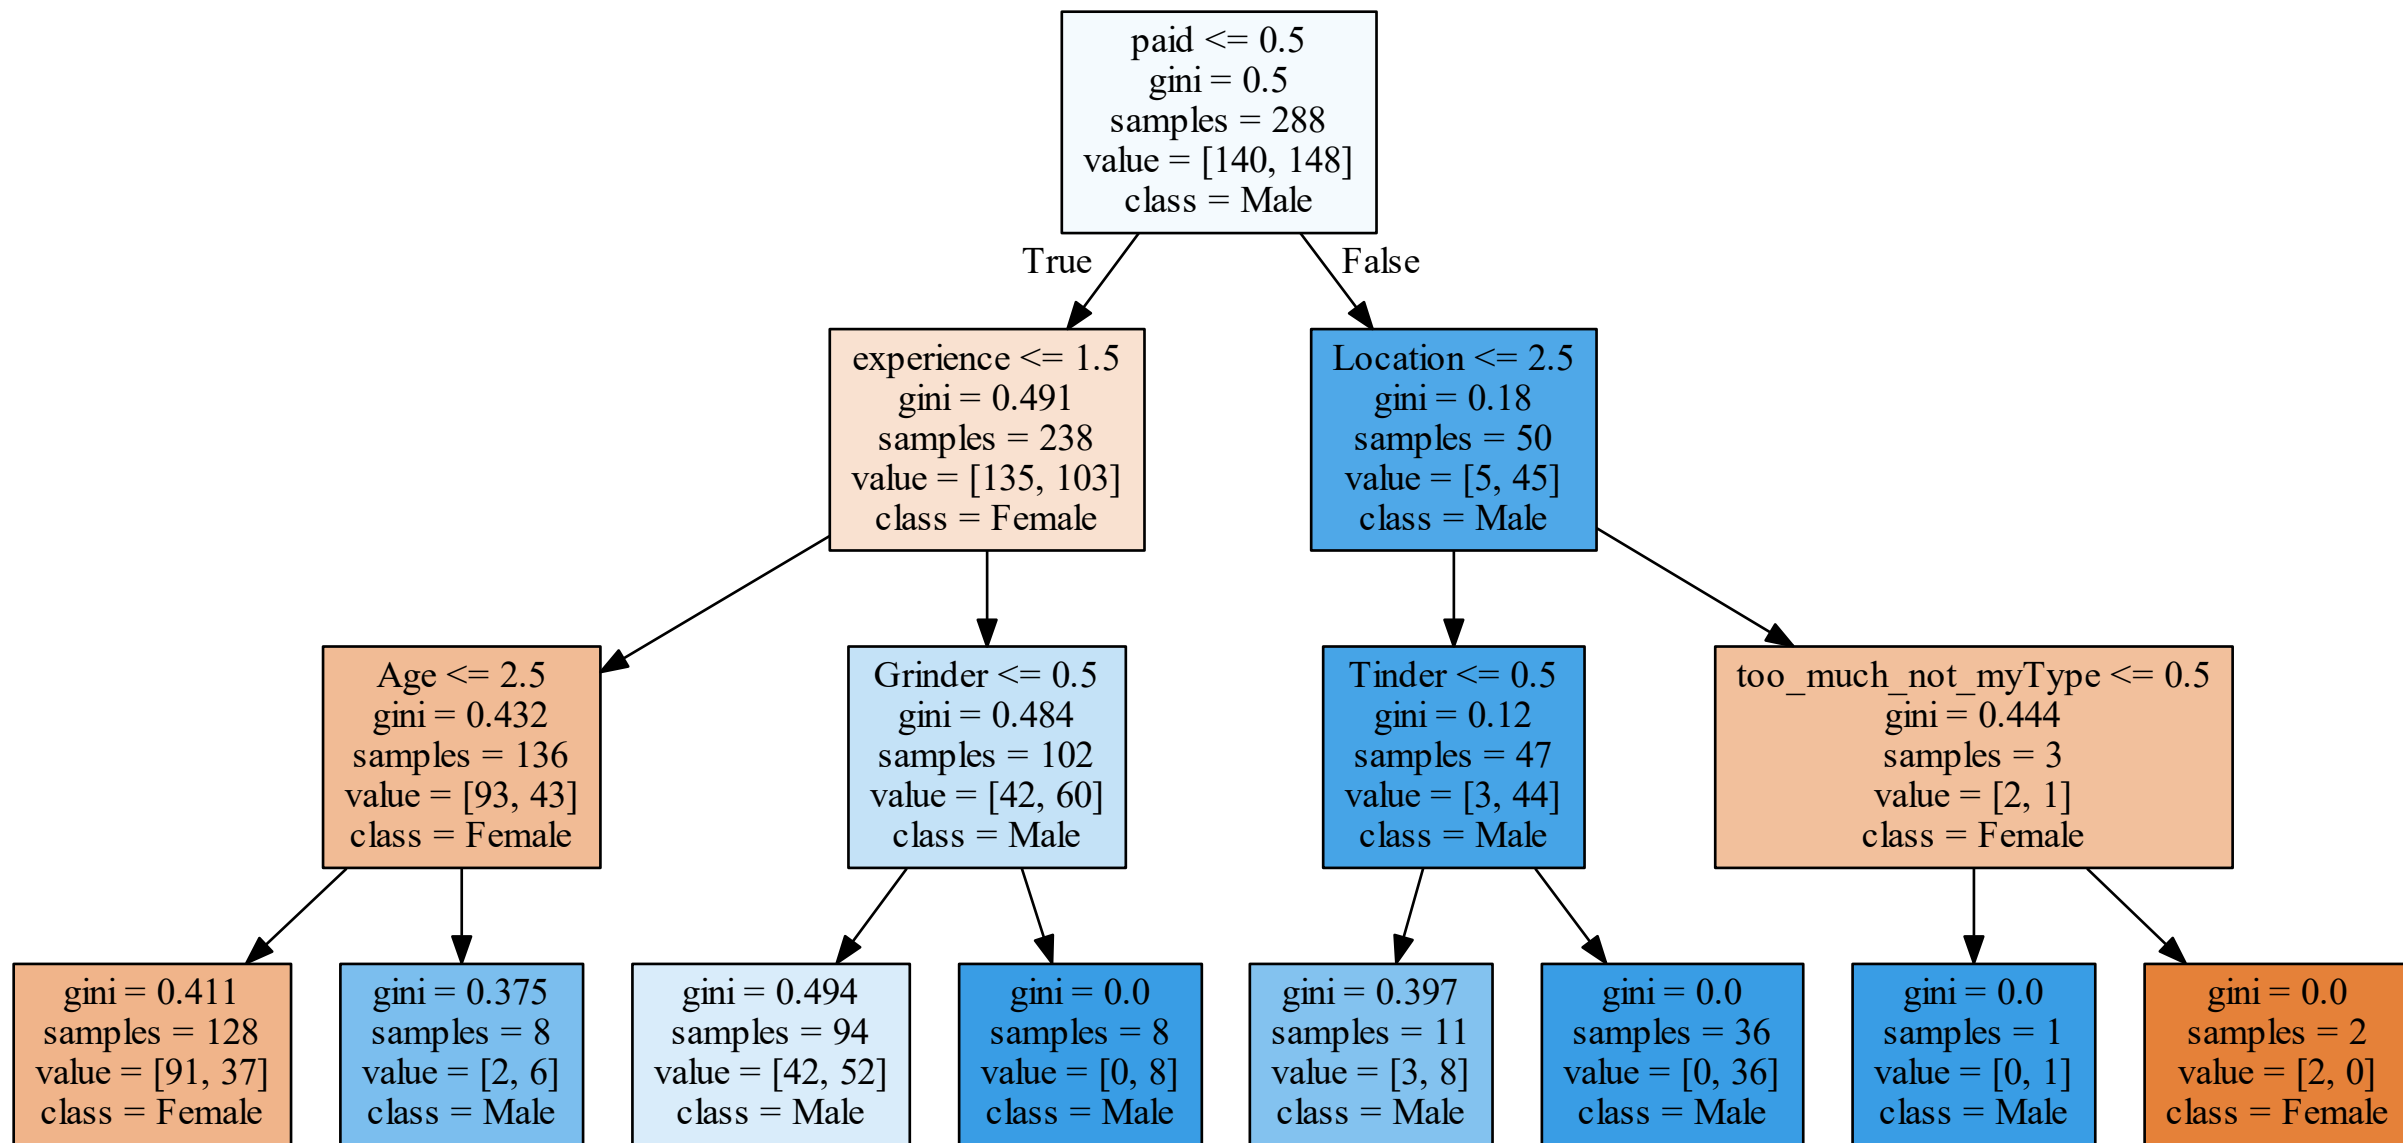 paid <= 0.5
gini = 0.5
samples = 288
value = [140, 148]
class = Male
True
False
experience <= 1.5
gini = 0.491
samples = 238
value = [135, 103]
class = Female
Location <= 2.5
gini = 0.18
samples = 50
value = [5, 45]
class = Male
Age <= 2.5
gini = 0.432
samples = 136
value = [93, 43]
class = Female
Grinder <= 0.5
gini = 0.484
samples = 102
value = [42, 60]
class = Male
Tinder <= 0.5
gini = 0.12
samples = 47
value = [3, 44]
class = Male
too_much_not_myType <= 0.5
gini = 0.444
samples = 3
value = [2, 1]
class = Female
gini = 0.411
samples = 128
value = [91, 37]
class = Female
gini = 0.375
samples = 8
value = [2, 6]
class = Male
gini = 0.494
samples = 94
value = [42, 52]
class = Male
gini = 0.0
samples = 8
value = [0, 8]
class = Male
gini = 0.397
samples = 11
value = [3, 8]
class = Male
gini = 0.0
samples = 36
value = [0, 36]
class = Male
gini = 0.0
samples = 1
value = [0, 1]
class = Male
gini = 0.0
samples = 2
value = [2, 0]
class = Female